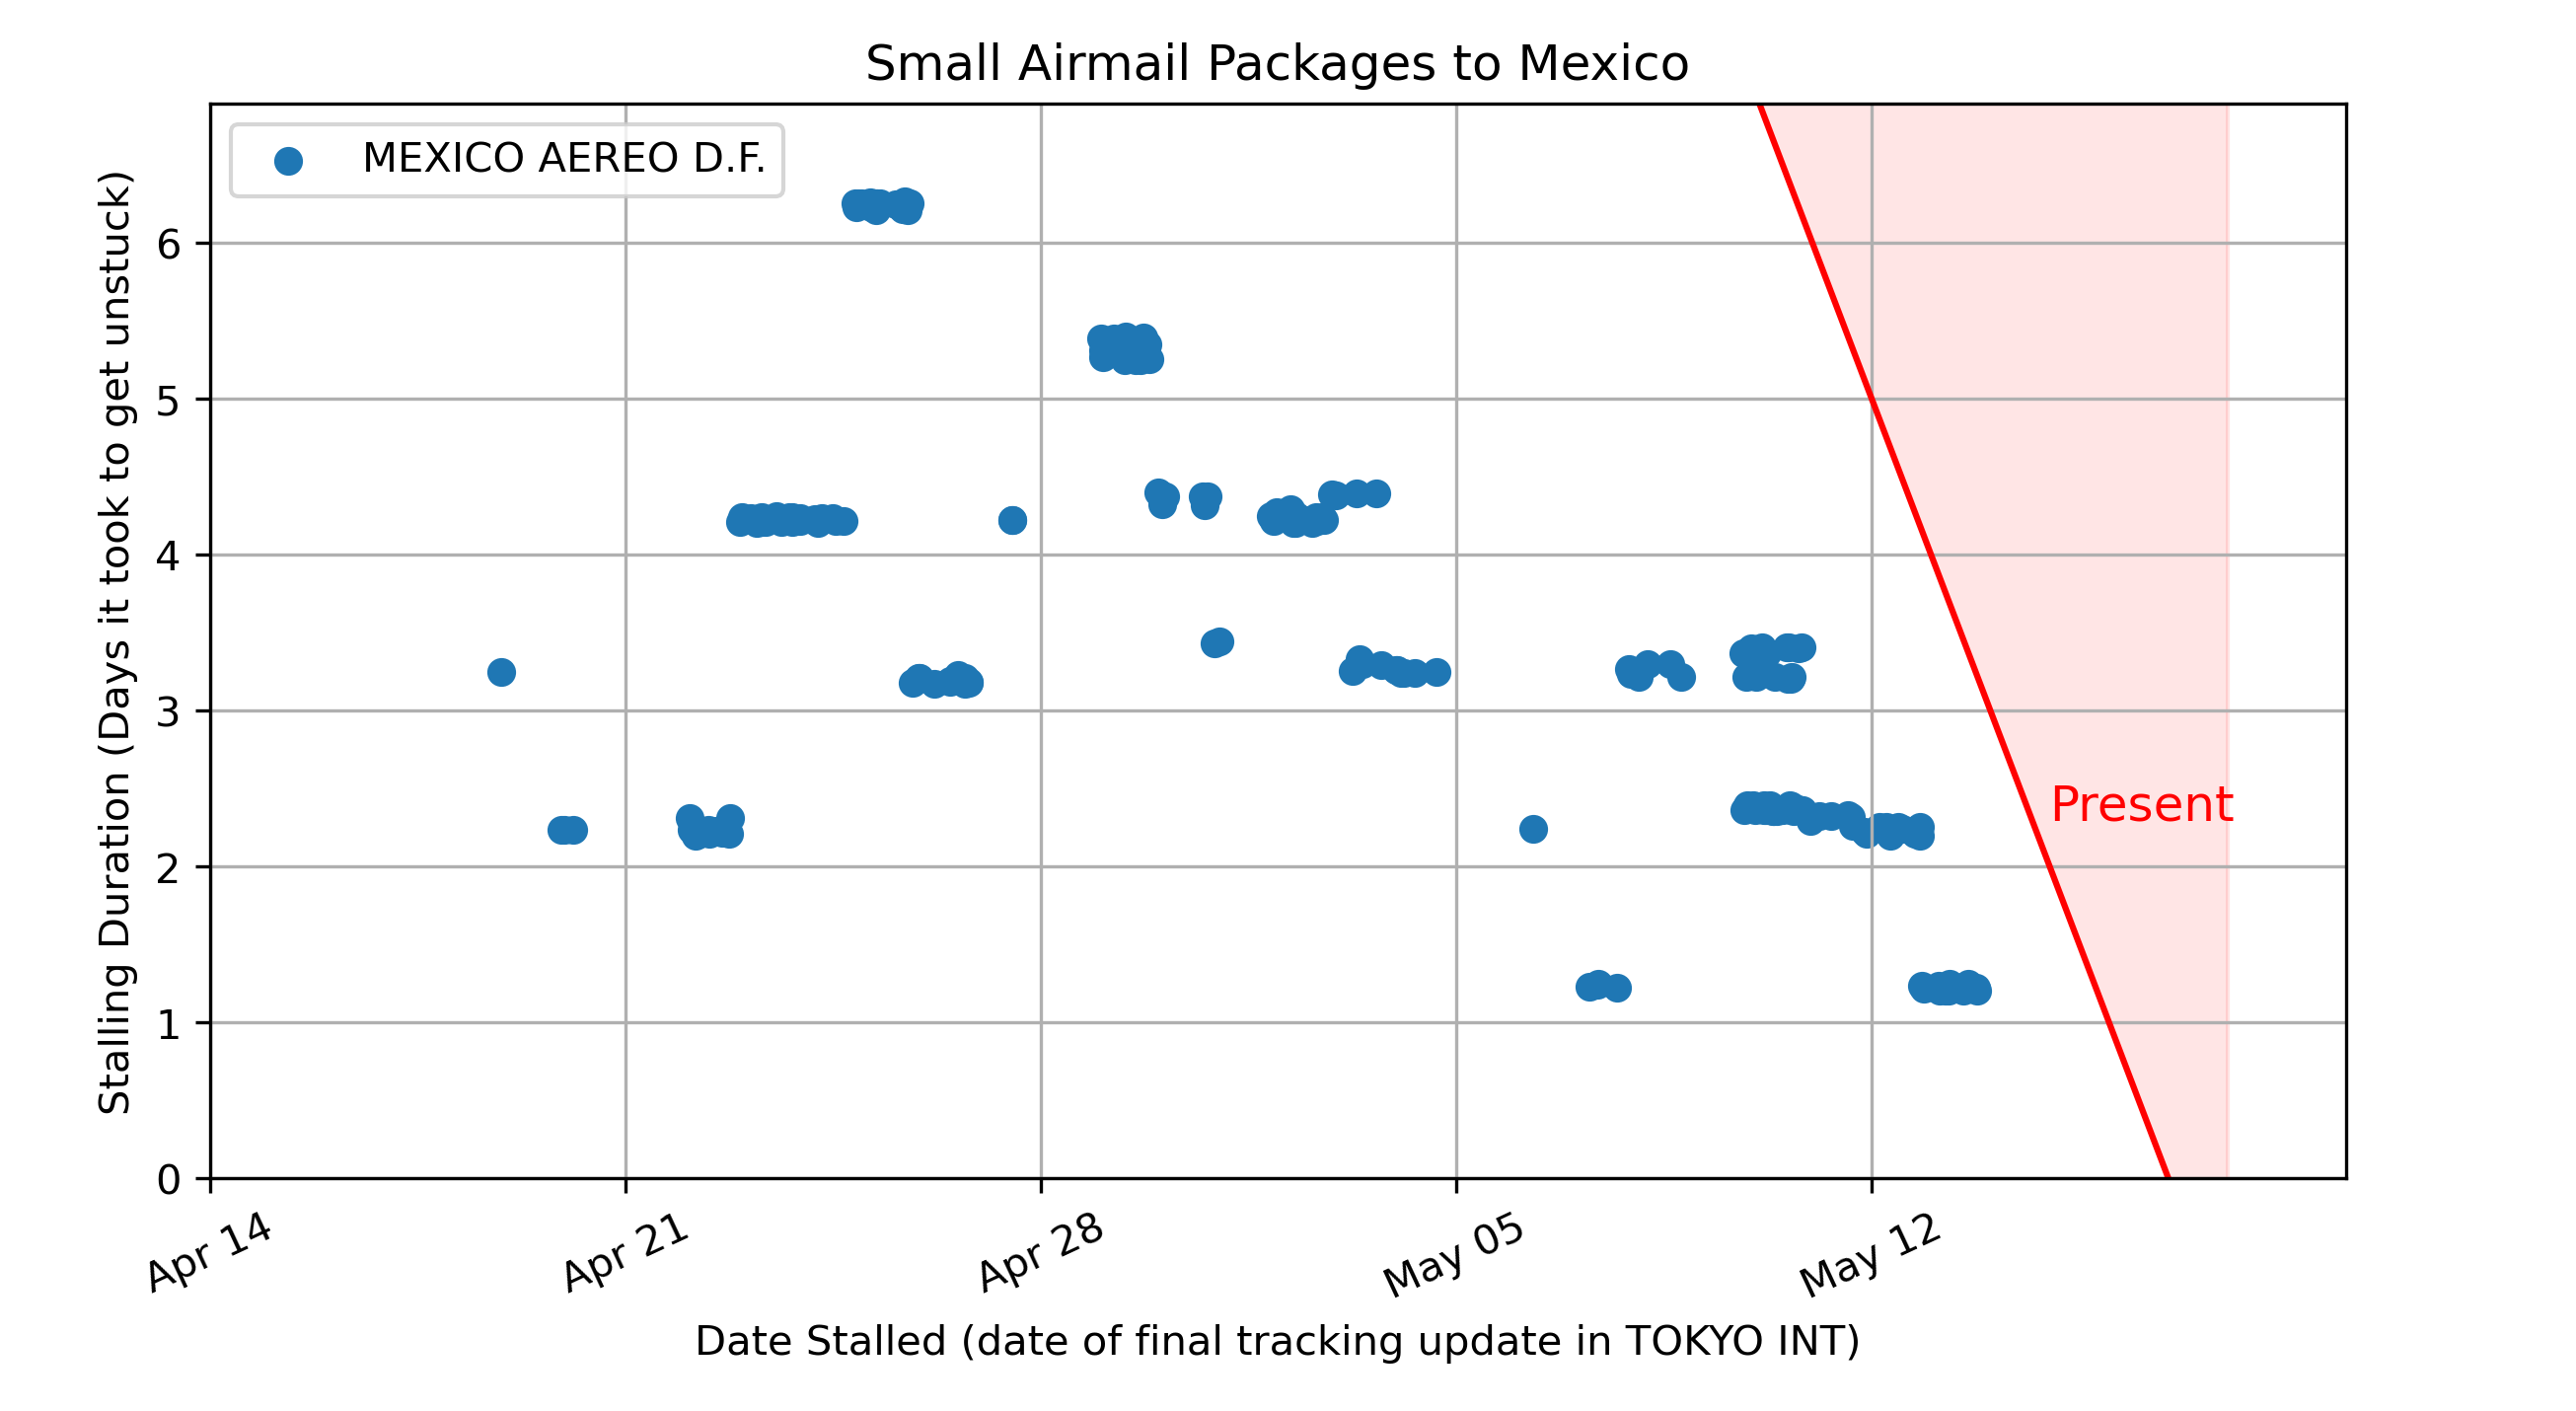 Small Airmail Packages to Mexico
MEXICO AEREO D.F.
Stalling Duration (Days it took to get unstuck)
6
5
4
3
2
1
0
Present
Apr 14
Apr 21
Apr 28
May 05
May 12
Date Stalled (date of final tracking update in TOKYO INT)